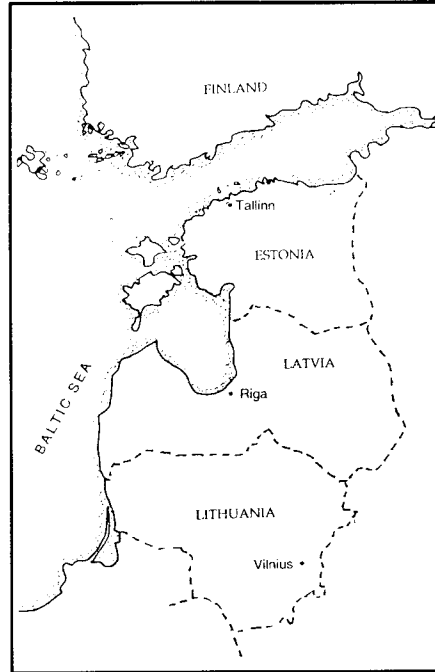 FINLAND
Tallinn
ESTONIA
LATVIA
BALTIC SEA
Riga
LITHUANIA
Vilnius